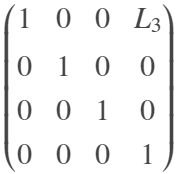 1 0 0 L₃
0 1 0 0
0 0 1 0
0 0 0 1